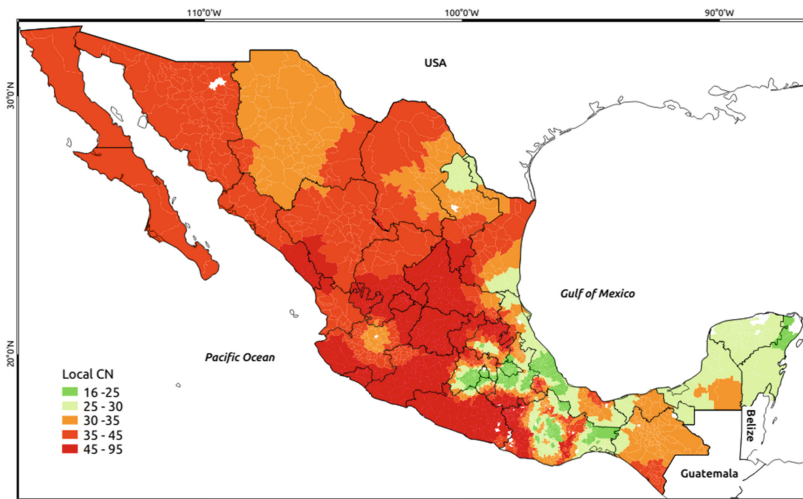 110°0'W
100°0'W
90°0'W
30°0'N
USA
Gulf of Mexico
20°0'N
Pacific Ocean
Local CN
16 -25
25 - 30
30 -35
35 - 45
45 - 95
Belize
Guatemala